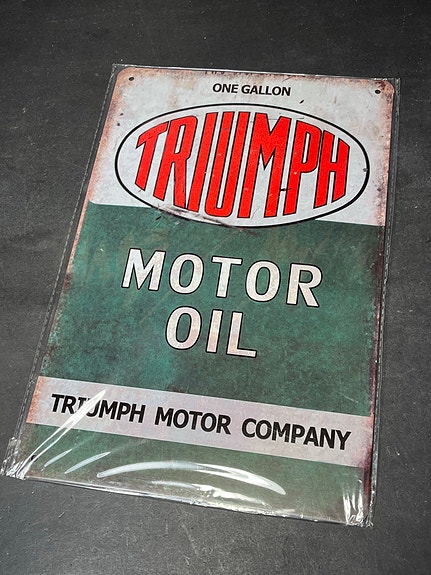 ONE GALLON
TRIUMPH
MOTOR
OIL
TRIUMPH MOTOR COMPANY